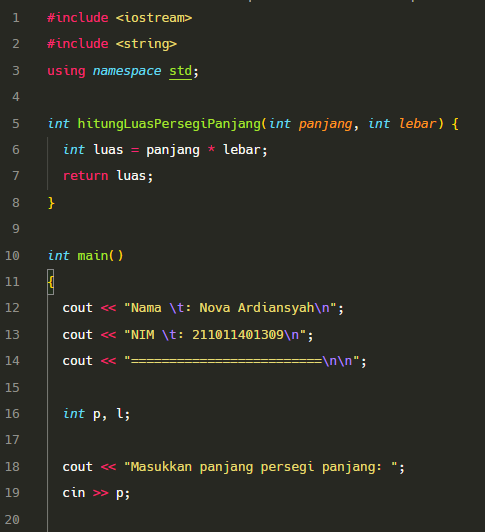 1 #include <iostream>
2 #include <string>
3 using namespace std;
4
5 int hitungLuasPersegiPanjang(int panjang, int lebar) {
6   int luas = panjang * lebar;
7   return luas;
8 }
9
10 int main()
11 {
12   cout << "Nama \t: Nova Ardiansyah\n";
13   cout << "NIM \t: 211011401309\n";
14   cout << "=========================\n\n";
15
16   int p, l;
17
18   cout << "Masukkan panjang persegi panjang: ";
19   cin >> p;
20